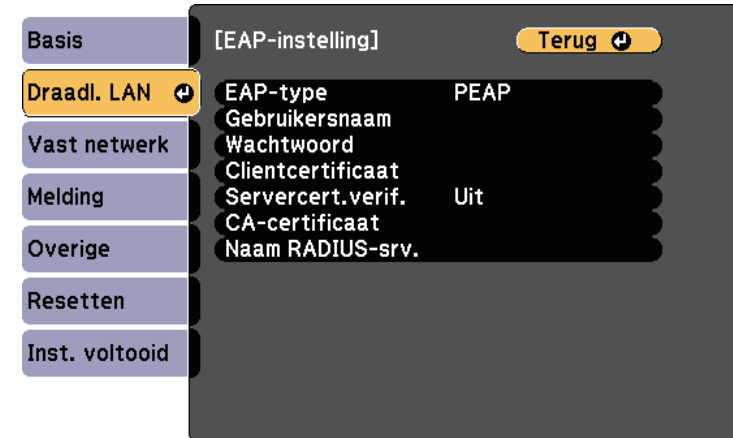 Basis
Draadl. LAN
Vast netwerk
Melding
Overige
Resetten
Inst. voltooid
[EAP-instelling] Terug
EAP-type PEAP
Gebruikersnaam
Wachtwoord
Clientcertificaat
Servercert.verif. Uit
CA-certificaat
Naam RADIUS-srv.